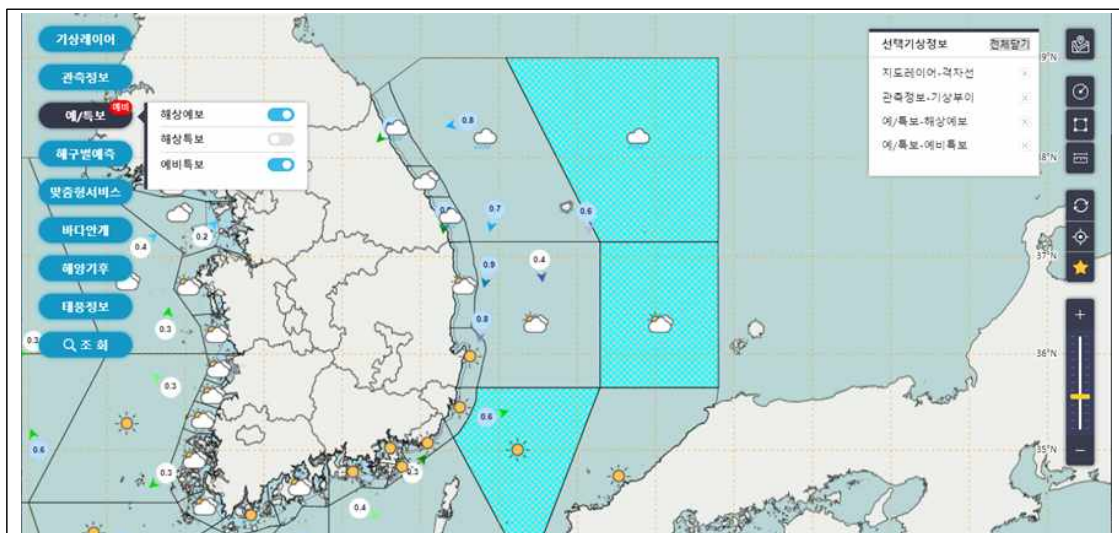 기상레이어
관측정보
예/특보
예비
해구별예측
맞춤형서비스
바다안개
해양기후
태풍정보
조 회
해상예보
해상특보
예비특보
선택기상정보
전체닫기
지도레이어-격자선
관측정보-기상부이
예/특보-해상예보
예/특보-예비특보
39°N
38°N
37°N
36°N
35°N
0.8
0.7
0.6
0.4
0.2
0.4
0.9
0.8
0.3
0.3
0.3
0.6
0.6
0.3
0.3
0.4